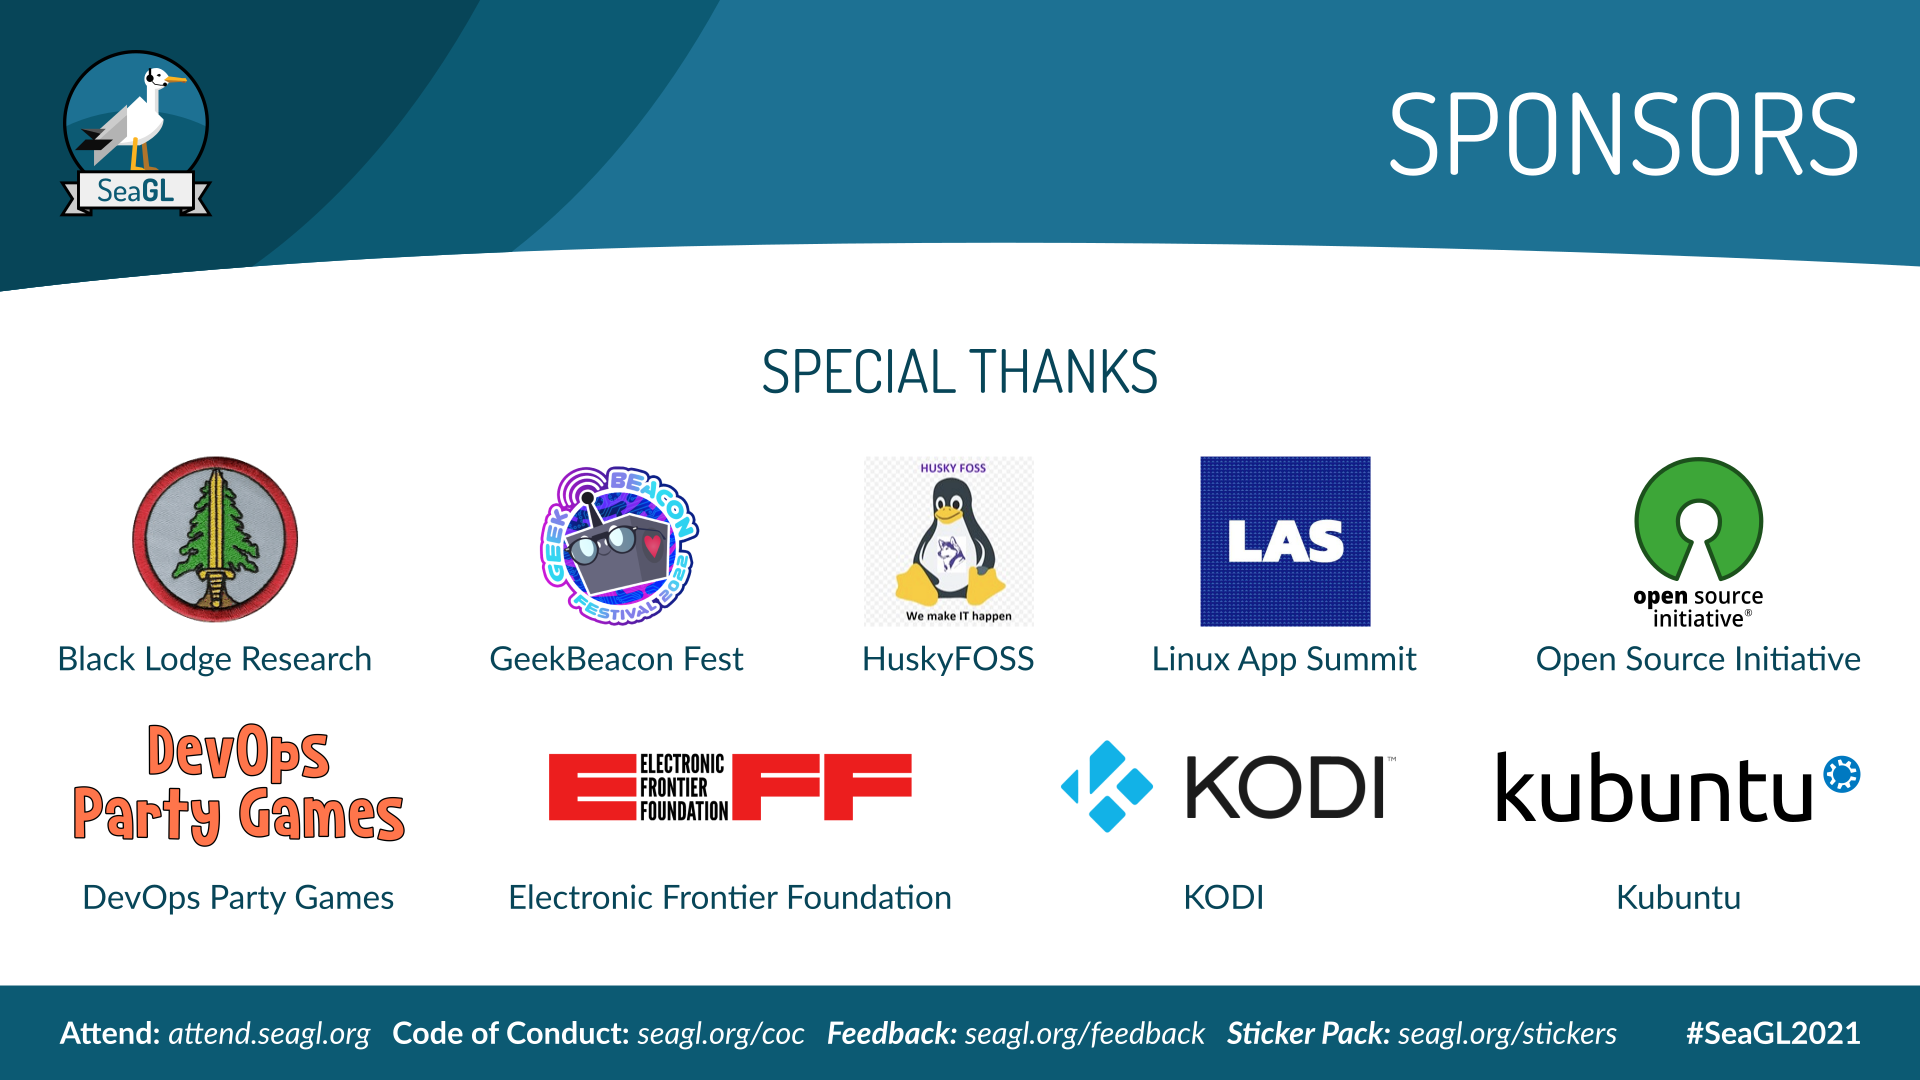 SeaGL
SPONSORS
SPECIAL THANKS
GEEK BEACON
FESTIVAL 2022
HUSKY FOSS
We make IT happen
LAS
open source
initiative®
Black Lodge Research
GeekBeacon Fest
HuskyFOSS
Linux App Summit
Open Source Initiative
DevOps
Party Games
E ELECTRONIC FRONTIER FOUNDATION FF
KODI™
kubuntu
DevOps Party Games
Electronic Frontier Foundation
KODI
Kubuntu
Attend: attend.seagl.org Code of Conduct: seagl.org/coc Feedback: seagl.org/feedback Sticker Pack: seagl.org/stickers #SeaGL2021